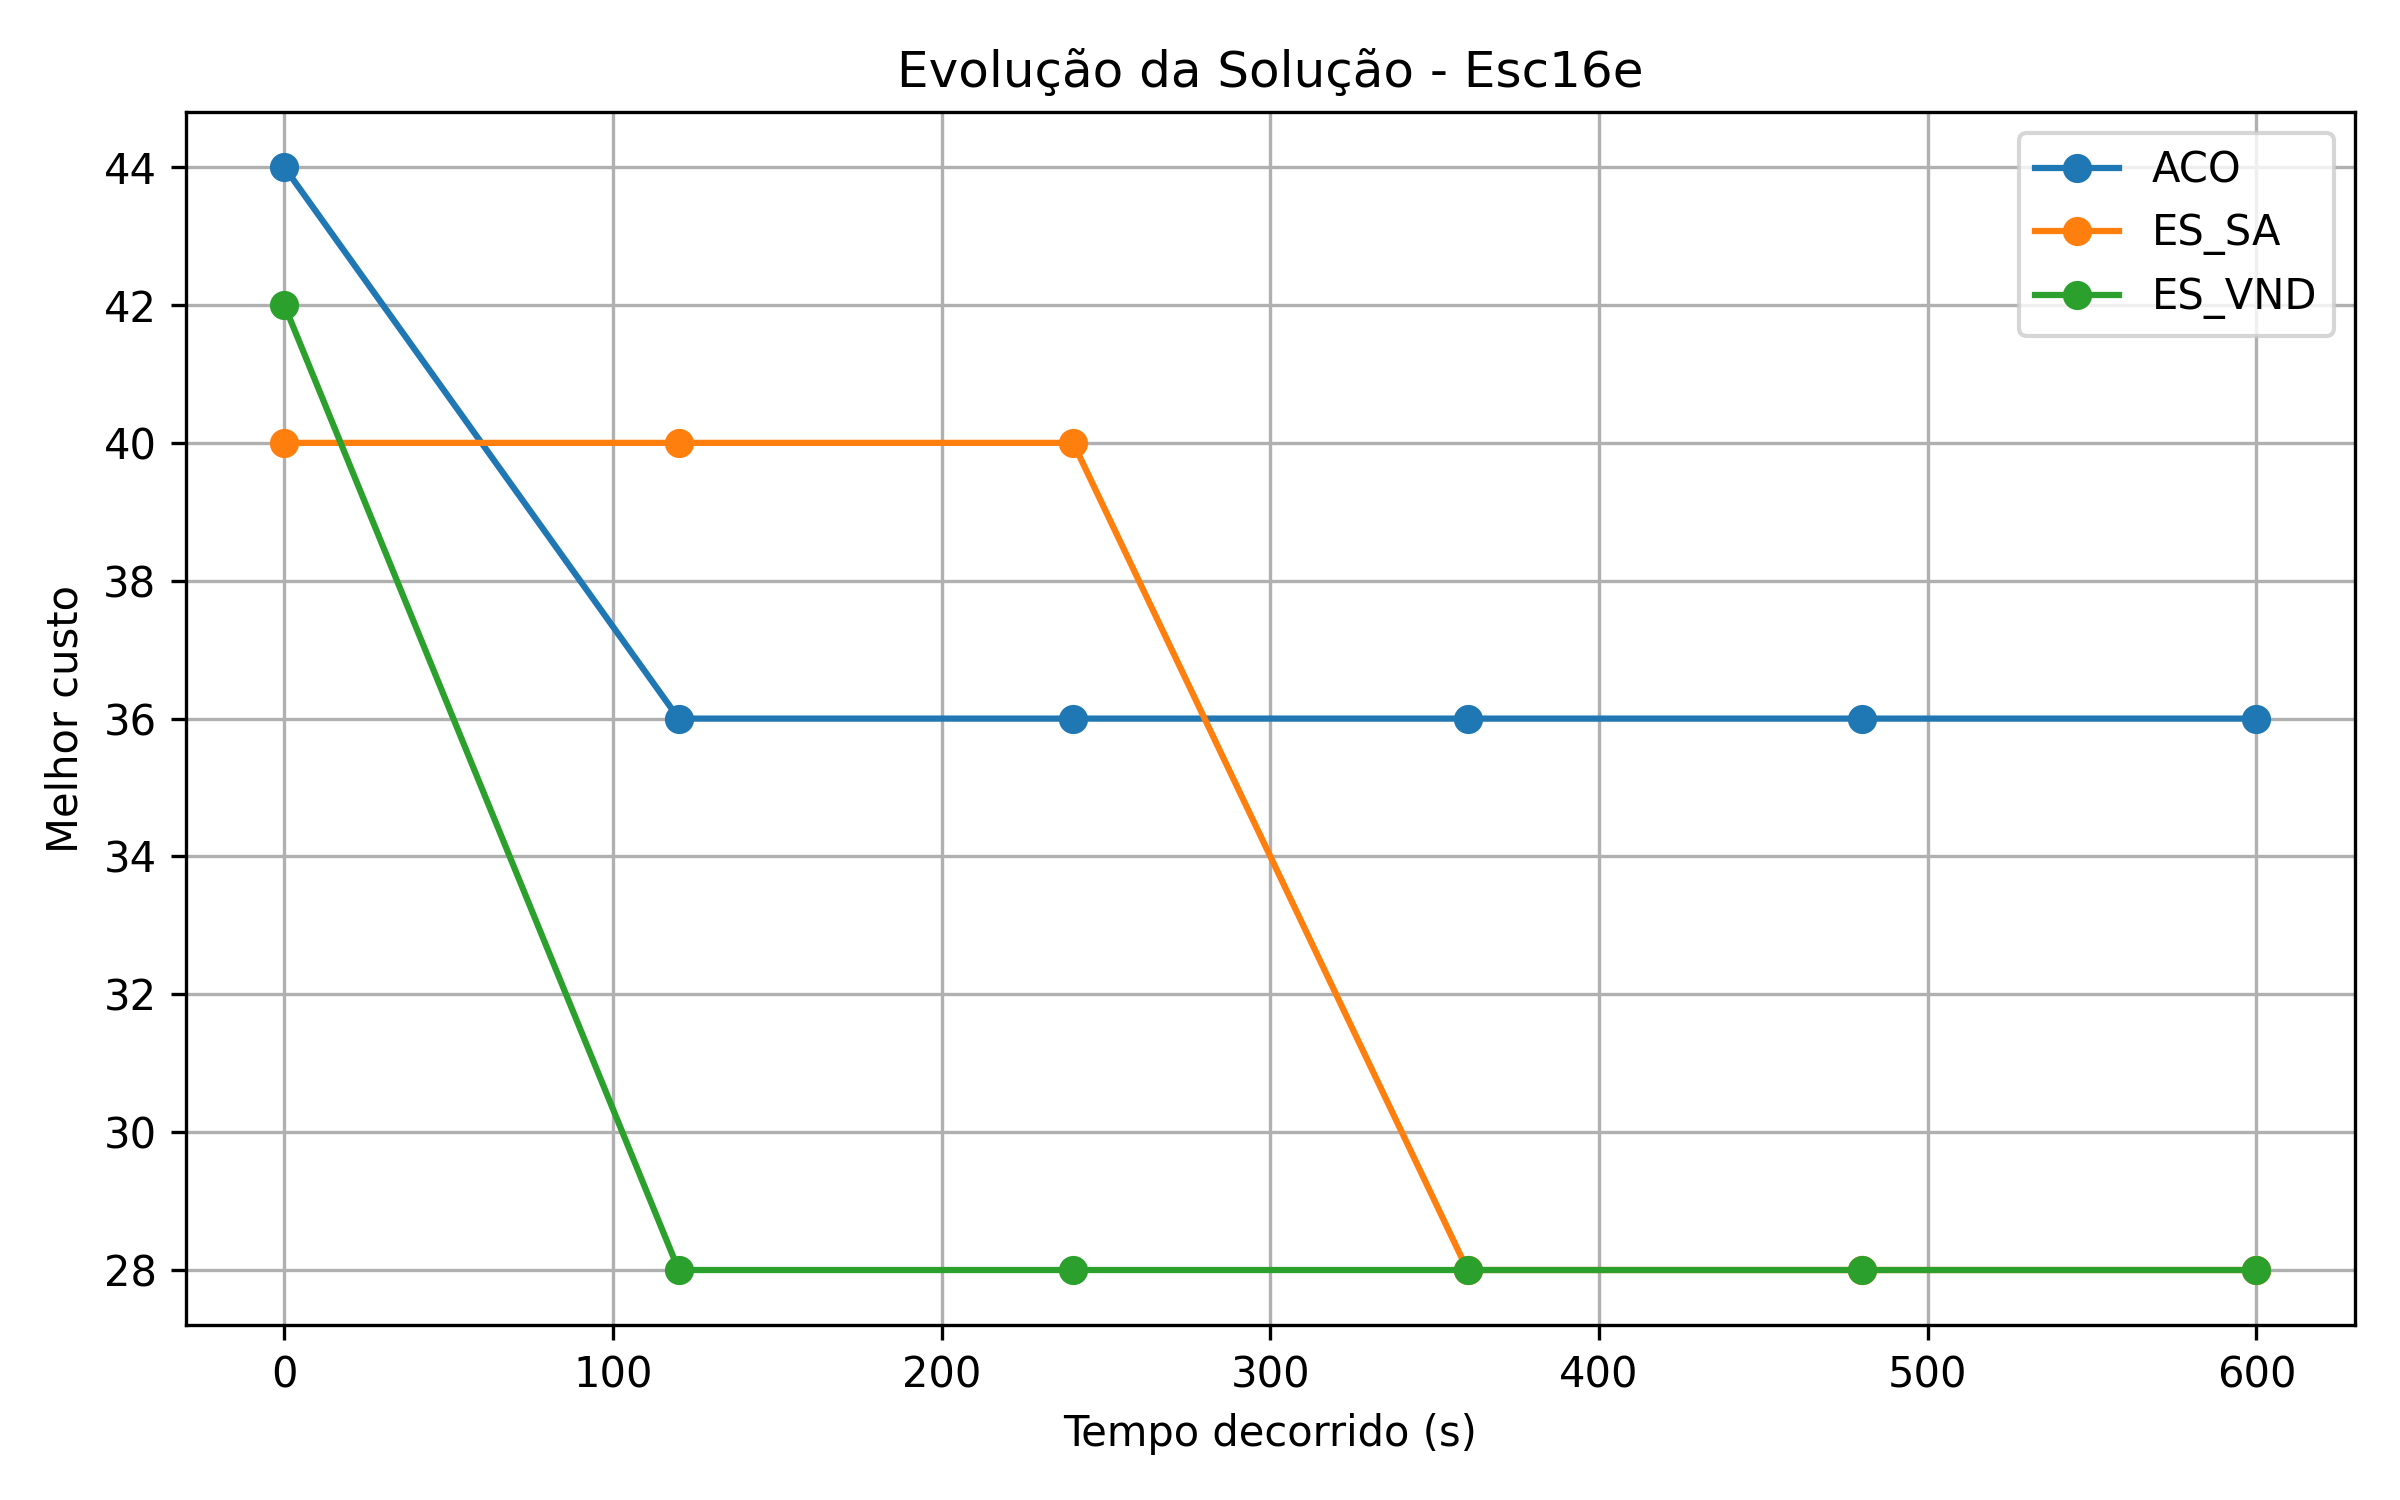 Evolução da Solução - Esc16e
ACO
ES_SA
ES_VND
Melhor custo
44
42
40
38
36
34
32
30
28
0 100 200 300 400 500 600
Tempo decorrido (s)